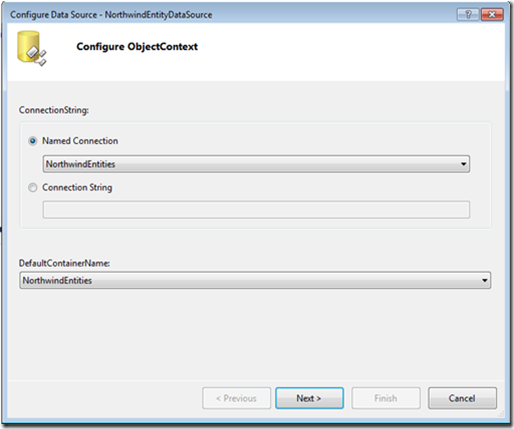 Configure Data Source - NorthwindEntityDataSource
Configure ObjectContext
ConnectionString:
Named Connection
NorthwindEntities
Connection String
DefaultContainerName:
NorthwindEntities
< Previous
Next >
Finish
Cancel